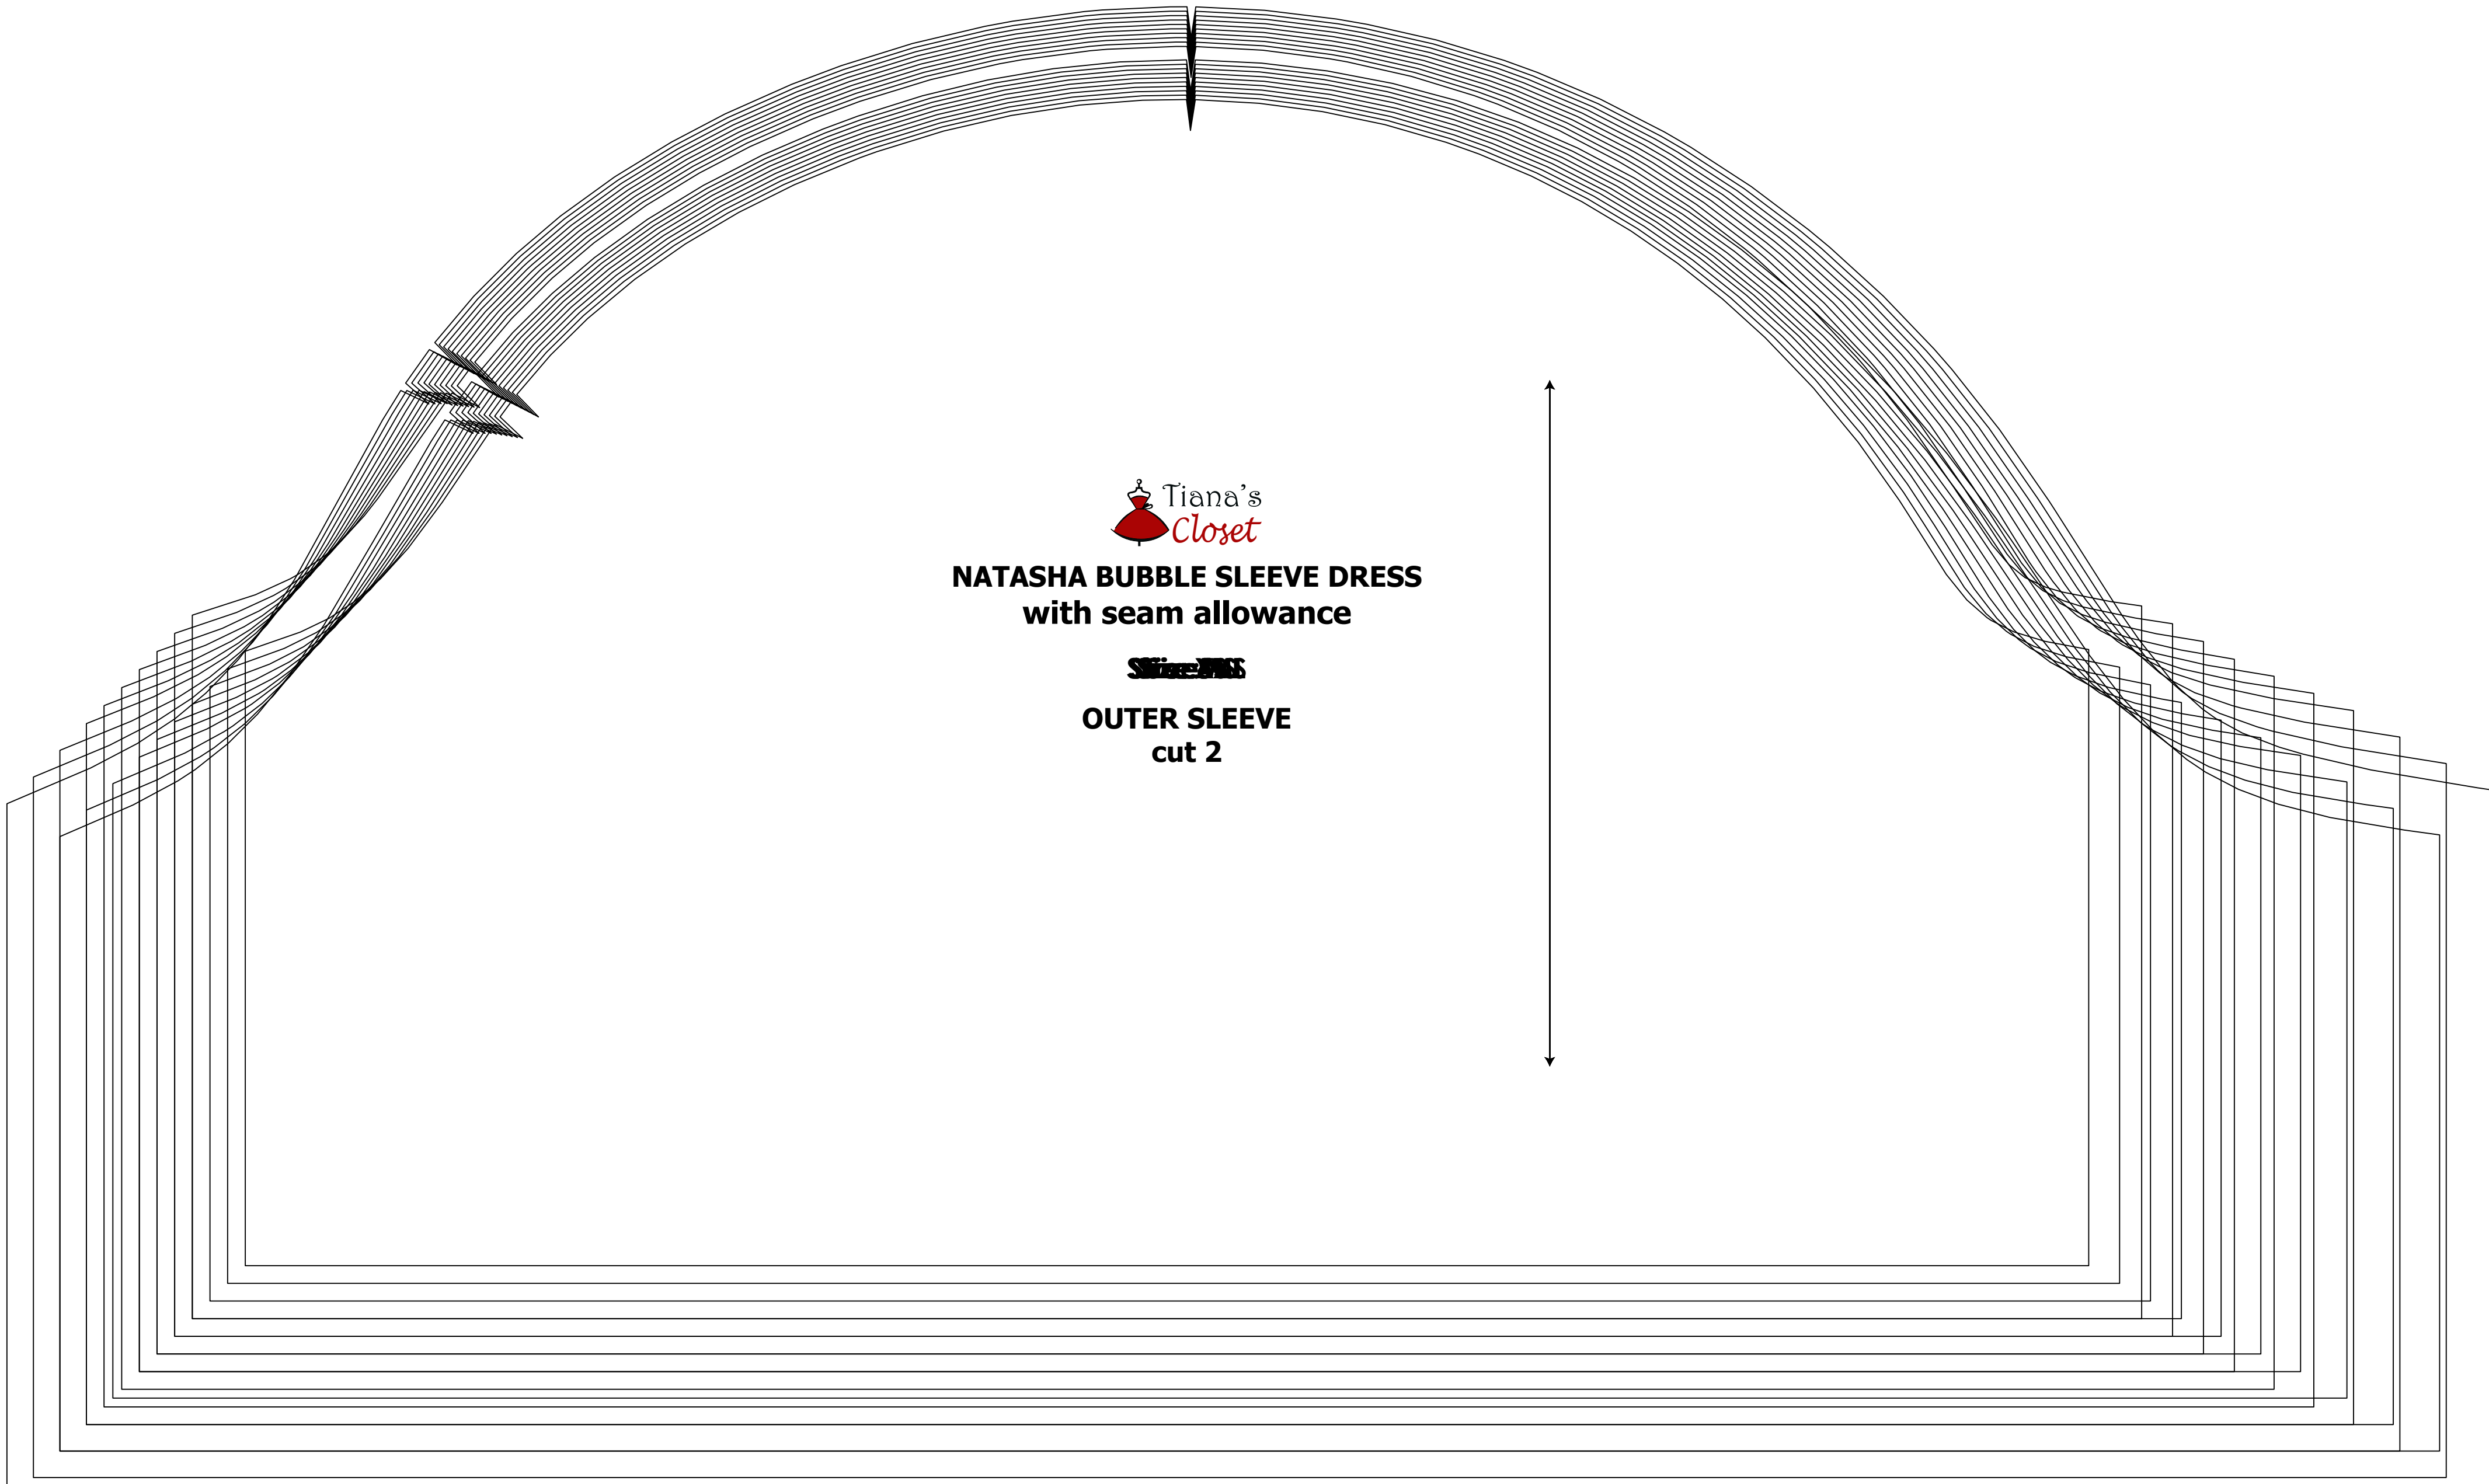 Tiana's
Closet
NATASHA BUBBLE SLEEVE DRESS
with seam allowance
OUTER SLEEVE
cut 2